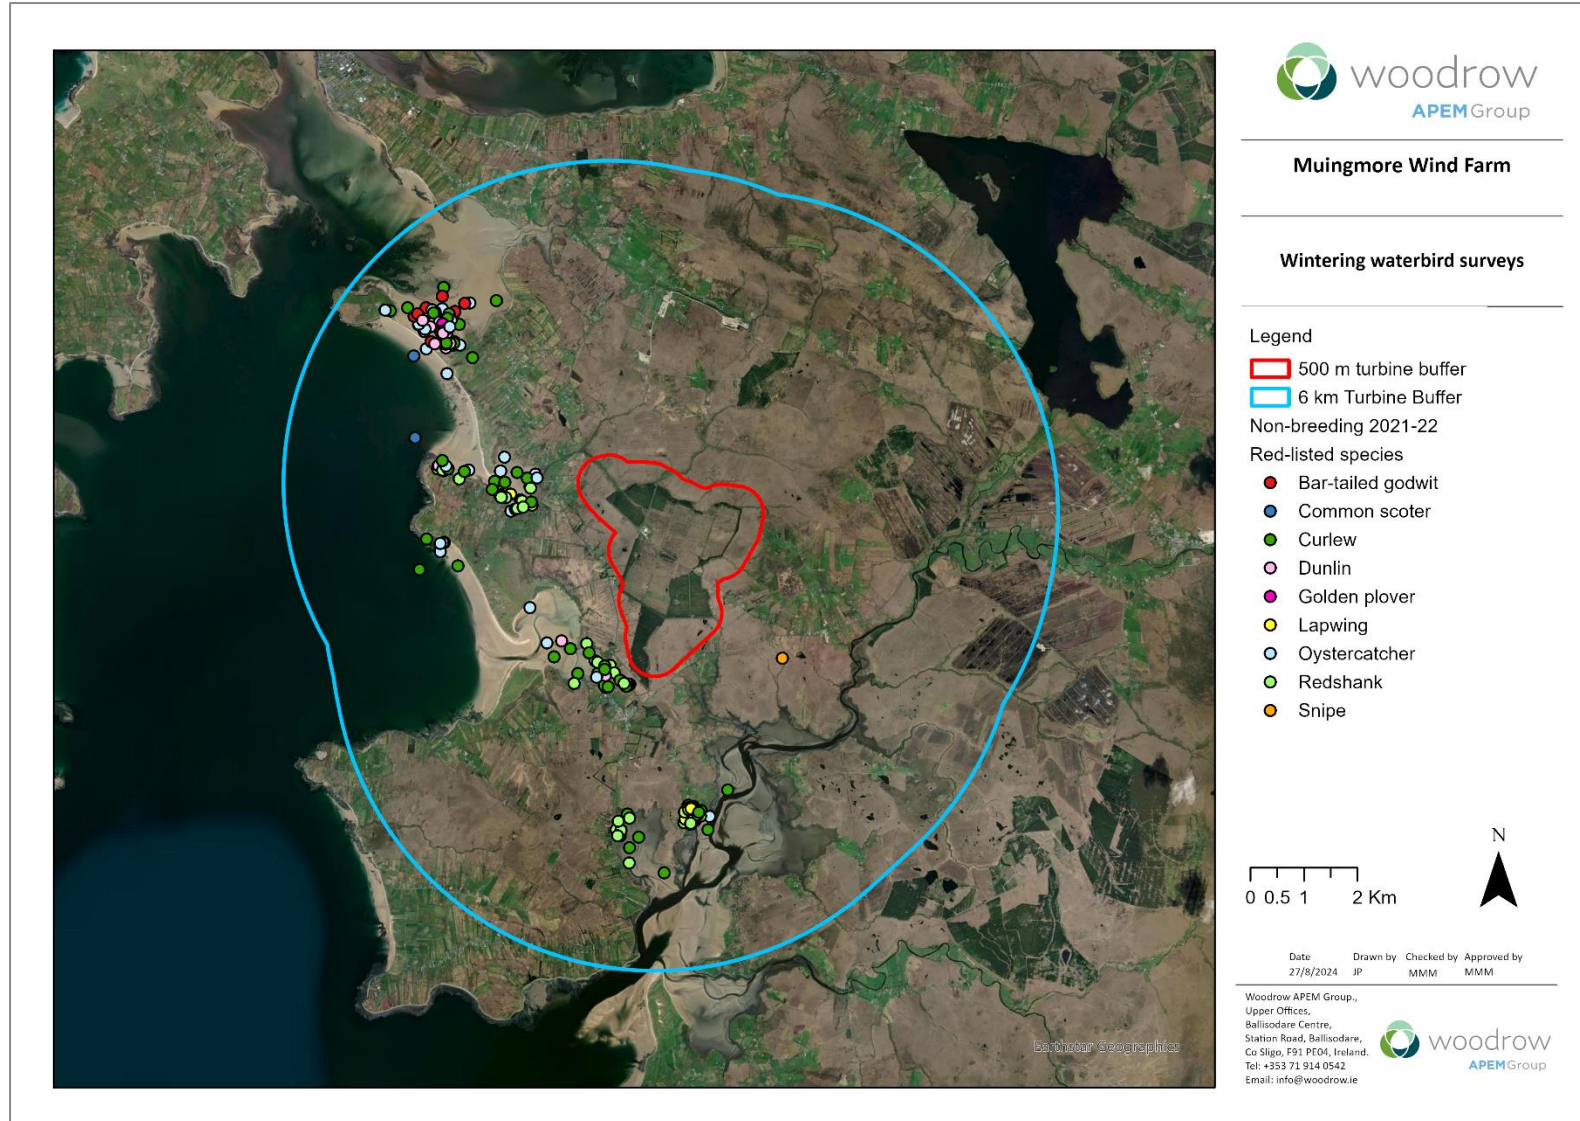 woodrow
APEM Group
Muingmore Wind Farm
Wintering waterbird surveys
Legend
500 m turbine buffer
6 km Turbine Buffer
Non-breeding 2021-22
Red-listed species
Bar-tailed godwit
Common scoter
Curlew
Dunlin
Golden plover
Lapwing
Oystercatcher
Redshank
Snipe
N
0 0.5 1 2 Km
Date Drawn by Checked by Approved by
27/8/2024 JP MMM MMM
Woodrow APEM Group.,
Upper Offices,
Ballisodare Centre,
Station Road, Ballisodare,
Co Sligo, F91 PE04, Ireland.
Tel: +353 71 914 0542
Email: info@woodrow.ie
woodrow
APEM Group
Earthstar Geographics